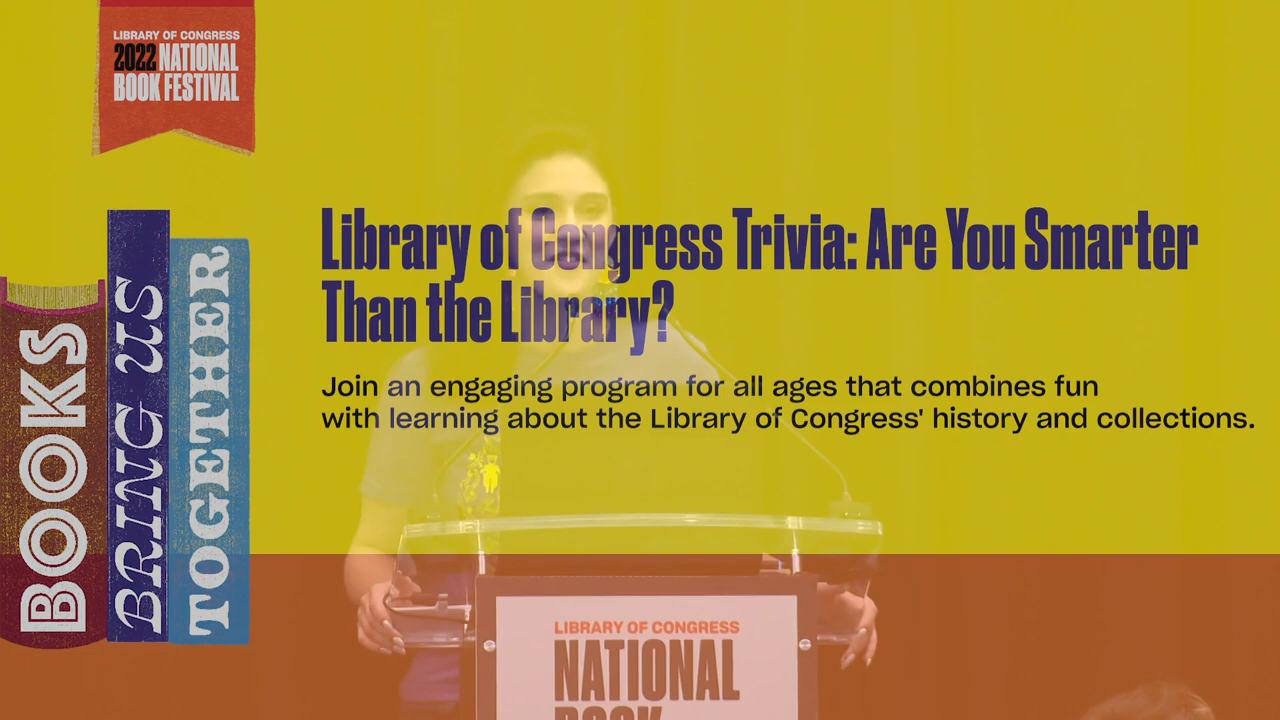 LIBRARY OF CONGRESS
2022 NATIONAL
BOOK FESTIVAL
BOOKS
BRING US
TOGETHER
Library of Congress Trivia: Are You Smarter
Than the Library?
Join an engaging program for all ages that combines fun
with learning about the Library of Congress' history and collections.
LIBRARY OF CONGRESS
NATIONAL
BOOK